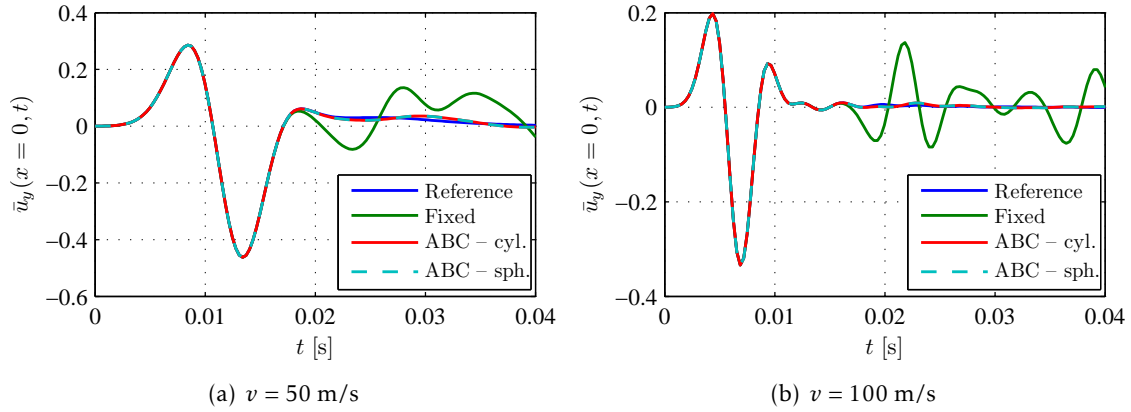 0.4
0.2
0
−0.2
−0.4
−0.6
0
0.01
0.02
0.03
0.04
ū_y(x = 0, t)
t [s]
Reference
Fixed
ABC – cyl.
ABC – sph.
(a) v = 50 m/s
0.2
0
−0.2
−0.4
0
0.01
0.02
0.03
0.04
ū_y(x = 0, t)
t [s]
Reference
Fixed
ABC – cyl.
ABC – sph.
(b) v = 100 m/s